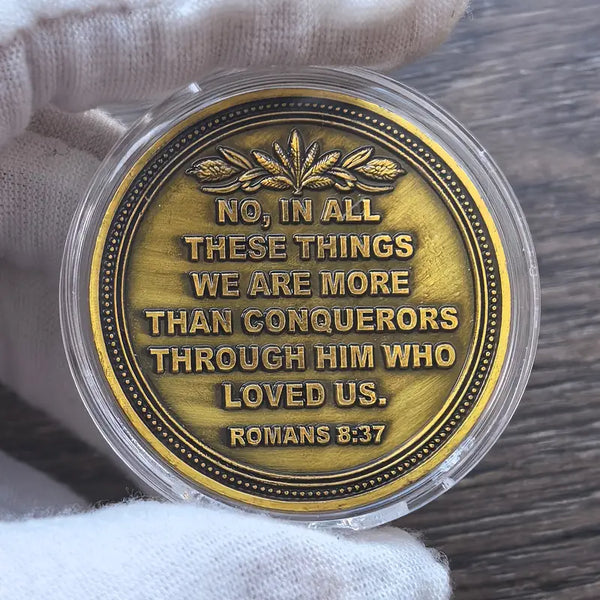 NO, IN ALL
THESE THINGS
WE ARE MORE
THAN CONQUERORS
THROUGH HIM WHO
LOVED US.
ROMANS 8:37